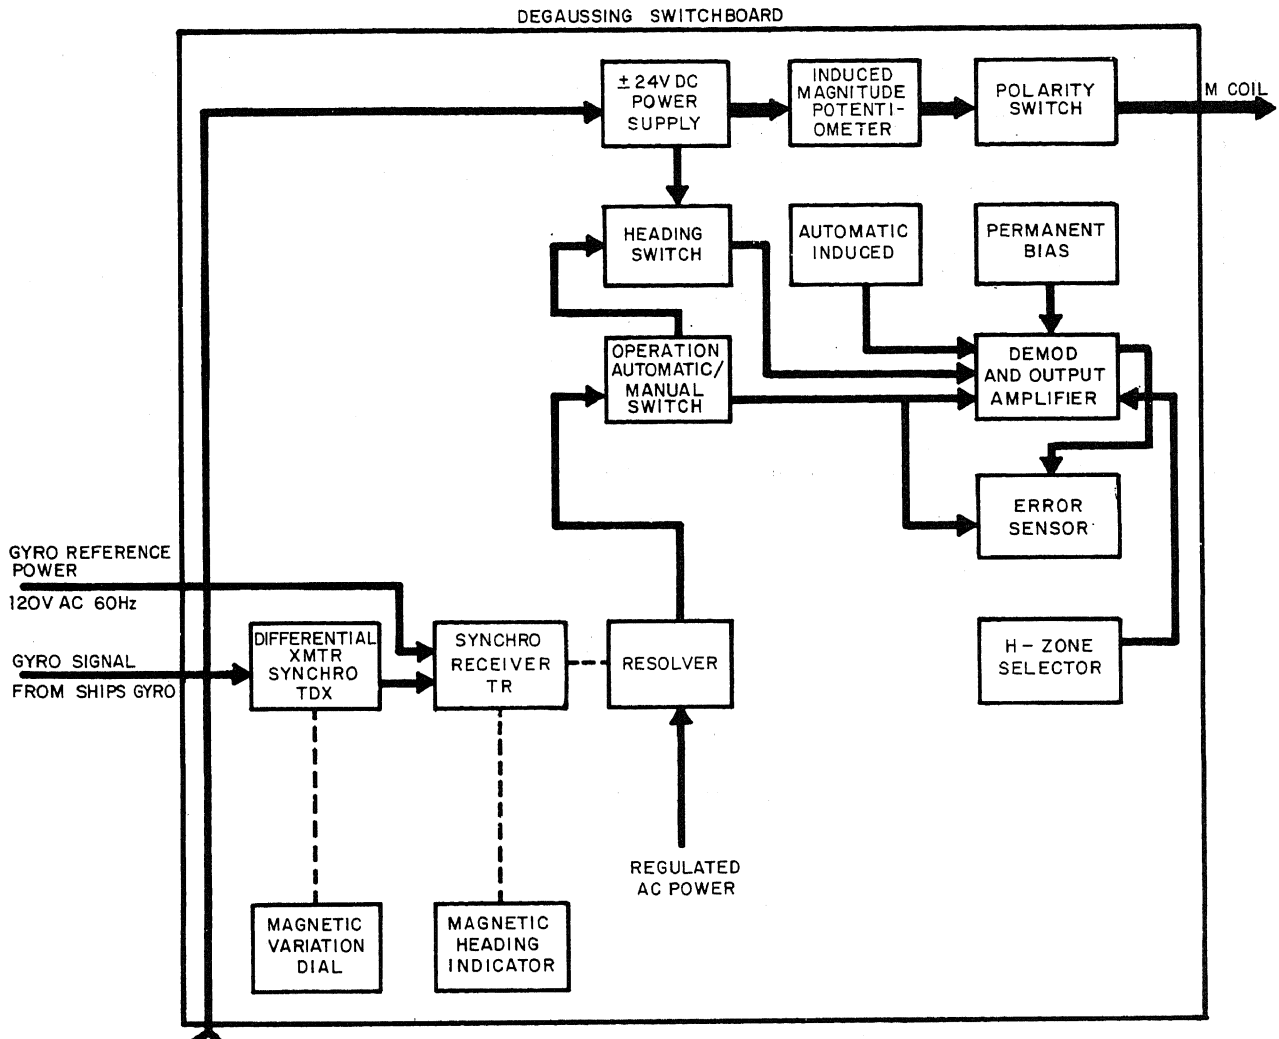 DEGAUSSING SWITCHBOARD
± 24V DC
POWER
SUPPLY
INDUCED
MAGNITUDE
POTENTI-
OMETER
POLARITY
SWITCH
M COIL
HEADING
SWITCH
AUTOMATIC
INDUCED
PERMANENT
BIAS
OPERATION
AUTOMATIC/
MANUAL
SWITCH
DEMOD
AND OUTPUT
AMPLIFIER
ERROR
SENSOR
GYRO REFERENCE
POWER
120V AC 60Hz
GYRO SIGNAL
FROM SHIPS GYRO
DIFFERENTIAL
XMTR
SYNCHRO
TDX
SYNCHRO
RECEIVER
TR
RESOLVER
H-ZONE
SELECTOR
REGULATED
AC POWER
MAGNETIC
VARIATION
DIAL
MAGNETIC
HEADING
INDICATOR